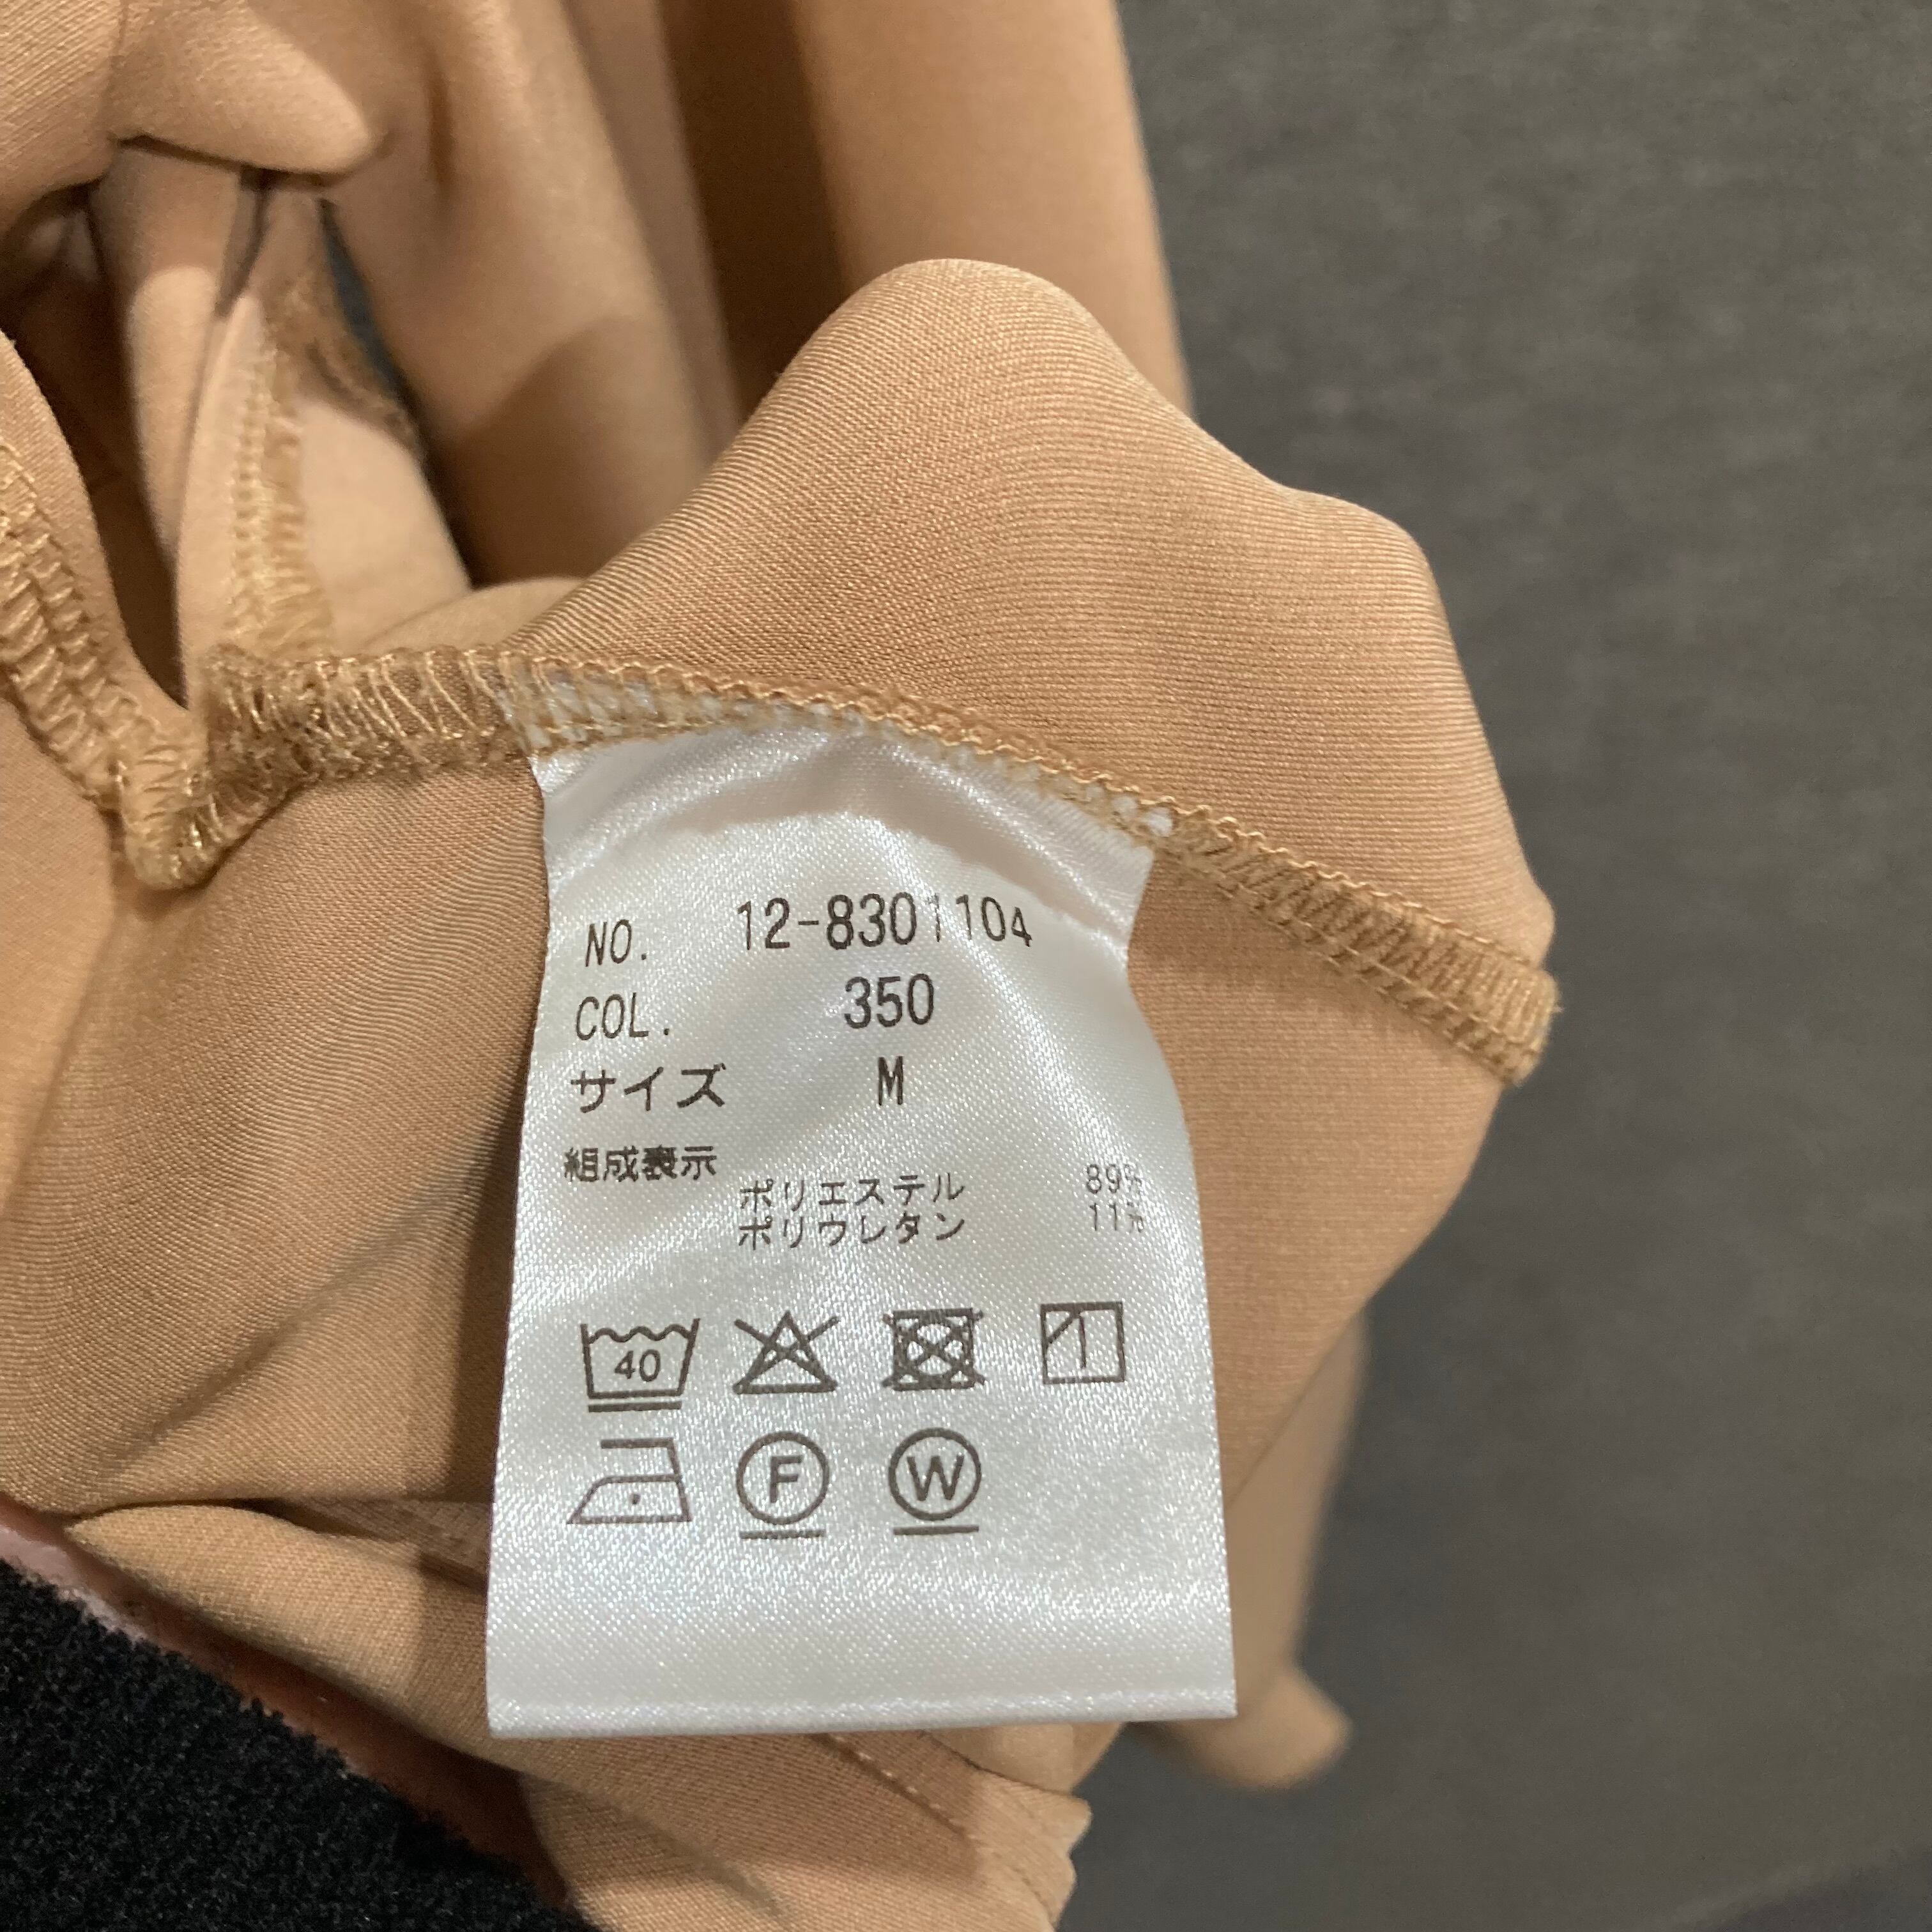 NO. 12-8301104
COL. 350
サイズ M
組成表示
ポリエステル 89%
ポリウレタン 11%
40
F W